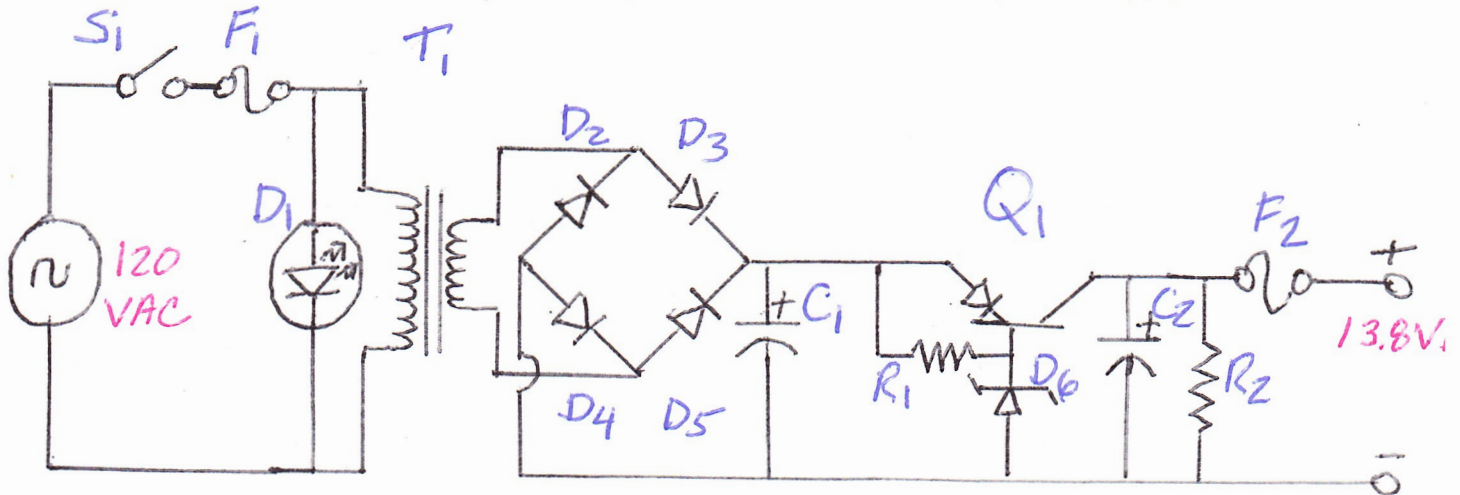 S1
F1
T1
D2
D3
D1
120
VAC
Q1
F2
+
+
C1
C2
+
13.8V.
R1
D6
R2
D4
D5
-